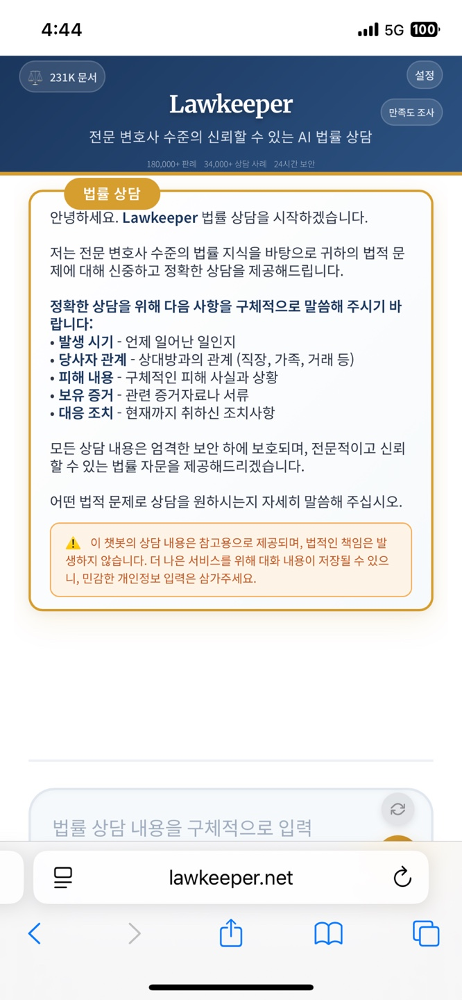 4:44
5G 100
231K 문서
설정
Lawkeeper
만족도 조사
전문 변호사 수준의 신뢰할 수 있는 AI 법률 상담
180,000+ 판례 34,000+ 상담 사례 24시간 보안
법률 상담
안녕하세요. Lawkeeper 법률 상담을 시작하겠습니다.
저는 전문 변호사 수준의 법률 지식을 바탕으로 귀하의 법적 문
제에 대해 신중하고 정확한 상담을 제공해드립니다.
정확한 상담을 위해 다음 사항을 구체적으로 말씀해 주시기 바
랍니다:
• 발생 시기 - 언제 일어난 일인지
• 당사자 관계 - 상대방과의 관계 (직장, 가족, 거래 등)
• 피해 내용 - 구체적인 피해 사실과 상황
• 보유 증거 - 관련 증거자료나 서류
• 대응 조치 - 현재까지 취하신 조치사항
모든 상담 내용은 엄격한 보안 하에 보호되며, 전문적이고 신뢰
할 수 있는 법률 자문을 제공해드리겠습니다.
어떤 법적 문제로 상담을 원하시는지 자세히 말씀해 주십시오.
이 챗봇의 상담 내용은 참고용으로 제공되며, 법적인 책임은 발
생하지 않습니다. 더 나은 서비스를 위해 대화 내용이 저장될 수 있으
니, 민감한 개인정보 입력은 삼가주세요.
법률 상담 내용을 구체적으로 입력
lawkeeper.net